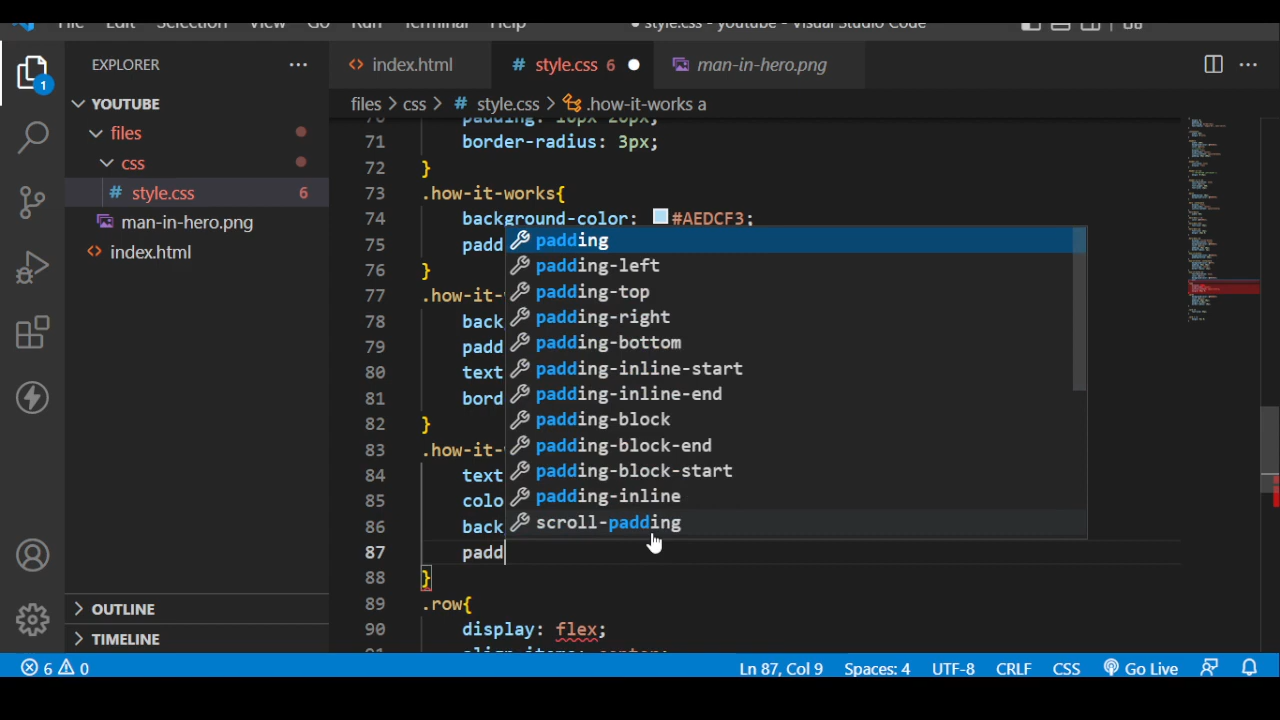 File Edit Selection View Go Run Terminal Help
style.css - youtube - Visual Studio Code
EXPLORER
index.html
# style.css 6
man-in-hero.png
YOUTUBE
files > css > # style.css > .how-it-works a
files
css
# style.css 6
man-in-hero.png
<> index.html
1
70 padding: 10px 20px;
71 border-radius: 3px;
72 }
73 .how-it-works{
74 background-color: #AEDCF3;
75 padd
76 }
77 .how-it-
78 back
79 padd
80 text
81 bord
82 }
83 .how-it-
84 text
85 colo
86 back
87 padd
88 }
89 .row{
90 display: flex;
91 align-items: center;
padding
padding-left
padding-top
padding-right
padding-bottom
padding-inline-start
padding-inline-end
padding-block
padding-block-end
padding-block-start
padding-inline
scroll-padding
OUTLINE
TIMELINE
6 0
Ln 87, Col 9 Spaces: 4 UTF-8 CRLF CSS Go Live